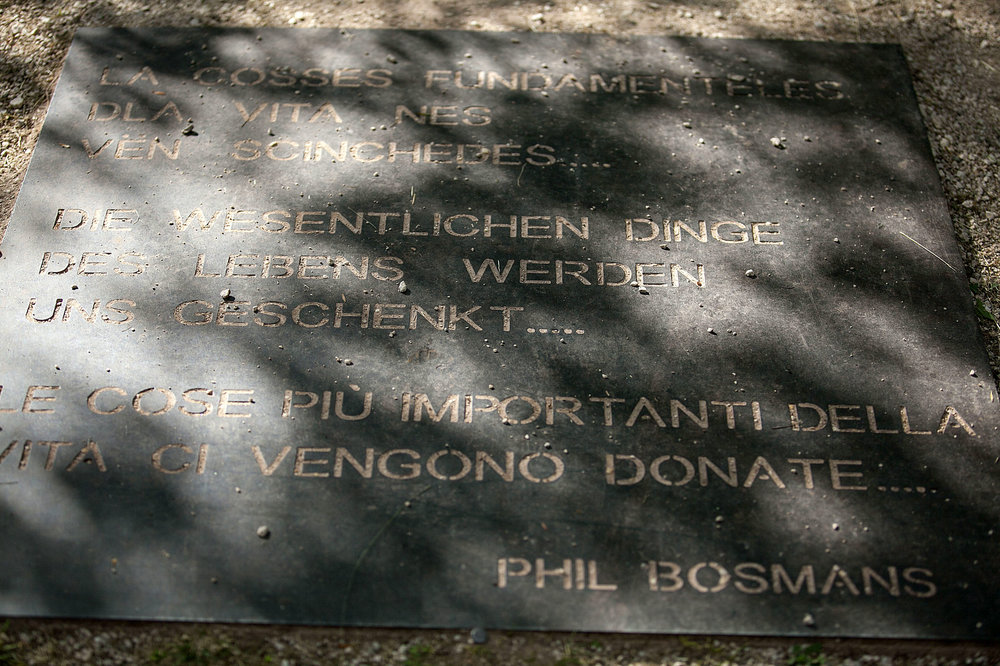 LA COSSES FUNDAMENTELES
DLA VITA NES
VËN SCINCHEDES.....
DIE WESENTLICHEN DINGE
DES LEBENS WERDEN
UNS GESCHENKT.....
LE COSE PIÙ IMPORTANTI DELLA
VITA CI VENGONO DONATE.....
PHIL BOSMANS